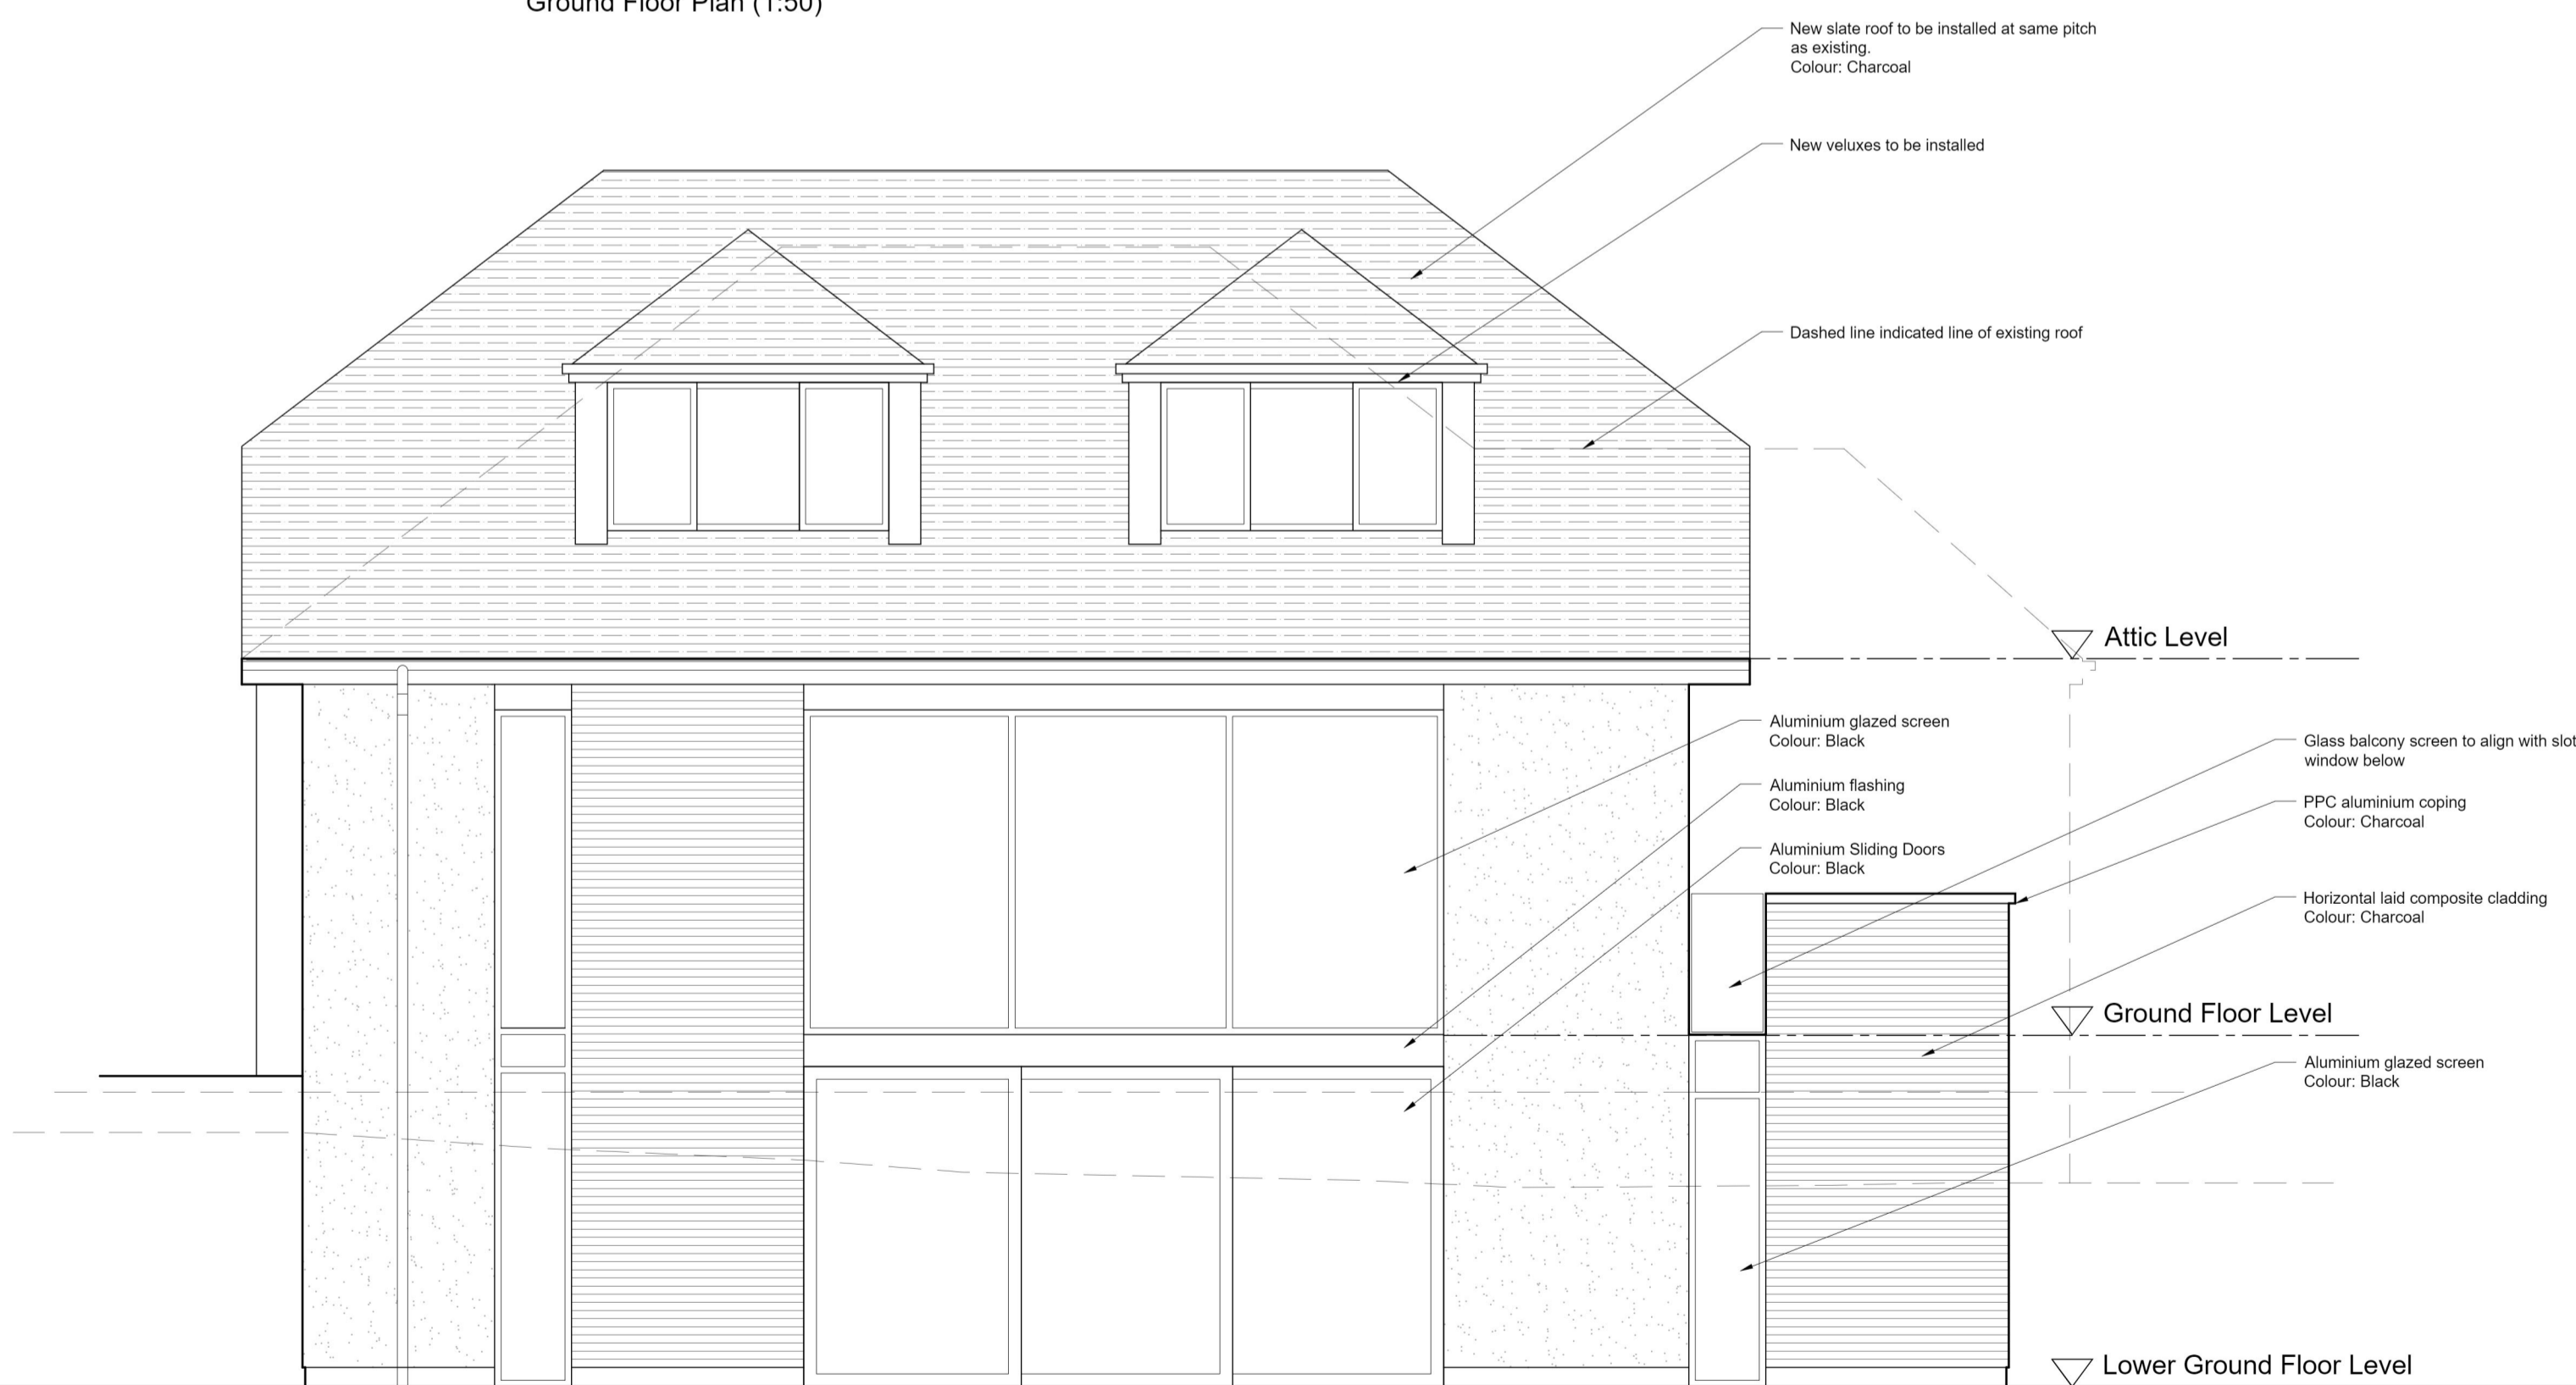 Ground Floor Plan (1:50)
New slate roof to be installed at same pitch
as existing.
Colour: Charcoal
New veluxes to be installed
Dashed line indicated line of existing roof
Attic Level
Aluminium glazed screen
Colour: Black
Aluminium flashing
Colour: Black
Aluminium Sliding Doors
Colour: Black
Glass balcony screen to align with slot
window below
PPC aluminium coping
Colour: Charcoal
Horizontal laid composite cladding
Colour: Charcoal
Ground Floor Level
Aluminium glazed screen
Colour: Black
Lower Ground Floor Level